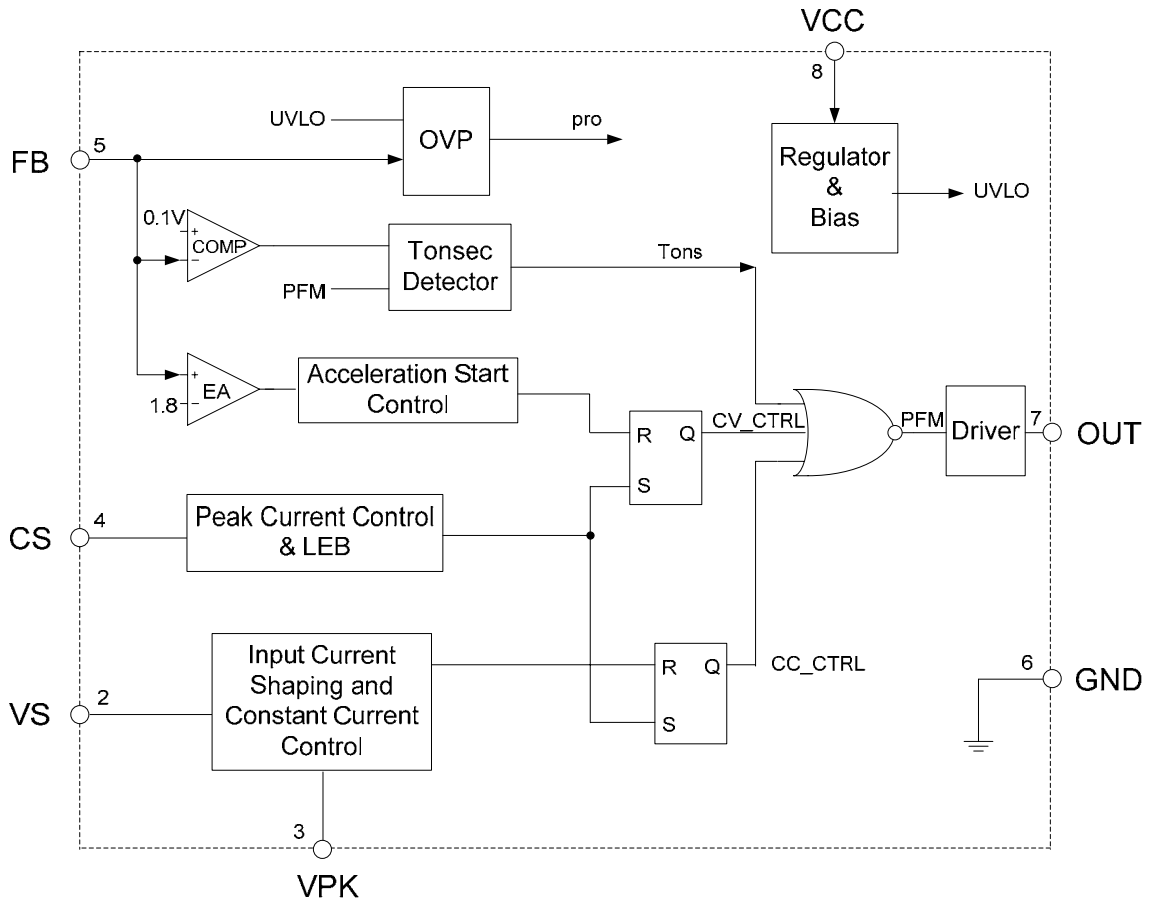 VCC
8
UVLO
OVP
pro
FB
5
Regulator
&
Bias
UVLO
0.1V
+
COMP
−
Tonsec
Detector
PFM
Tons
+
EA
1.8
−
Acceleration Start
Control
R
Q
S
CV_CTRL
PFM
Driver
7
OUT
CS
4
Peak Current Control
& LEB
VS
2
Input Current
Shaping and
Constant Current
Control
R
Q
S
CC_CTRL
6
GND
3
VPK